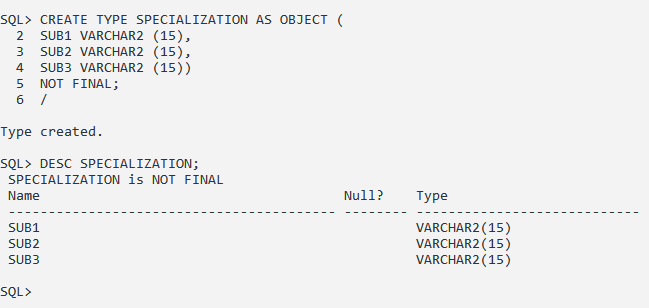 SQL> CREATE TYPE SPECIALIZATION AS OBJECT (
  2  SUB1 VARCHAR2 (15),
  3  SUB2 VARCHAR2 (15),
  4  SUB3 VARCHAR2 (15))
  5  NOT FINAL;
  6  /
Type created.
SQL> DESC SPECIALIZATION;
 SPECIALIZATION is NOT FINAL
 Name                                      Null?    Type
 ----------------------------------------- -------- ----------------------------
 SUB1                                               VARCHAR2(15)
 SUB2                                               VARCHAR2(15)
 SUB3                                               VARCHAR2(15)
SQL>